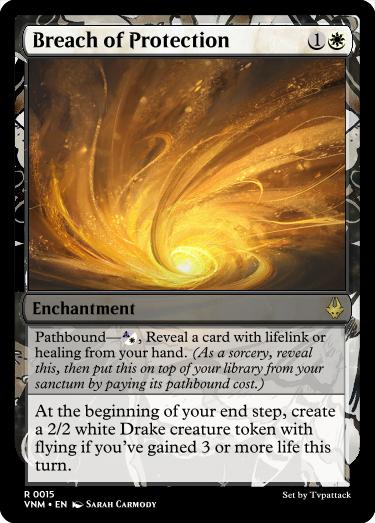 Breach of Protection 1
Enchantment
Pathbound—, Reveal a card with lifelink or
healing from your hand. (As a sorcery, reveal
this, then put this on top of your library from
your sanctum by paying its pathbound cost.)
At the beginning of your end step, create
a 2/2 white Drake creature token with
flying if you've gained 3 or more life this
turn.
R 0015
VNM • EN Sarah Carmody
Set by Tvpattack